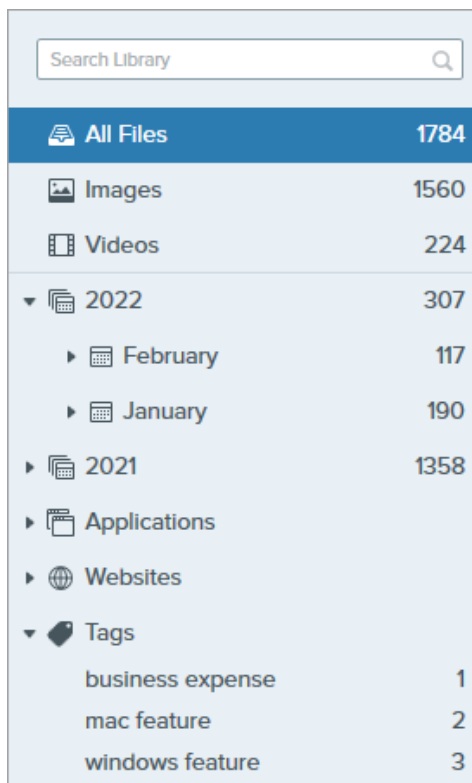 Search Library
All Files 1784
Images 1560
Videos 224
2022 307
February 117
January 190
2021 1358
Applications
Websites
Tags
business expense 1
mac feature 2
windows feature 3